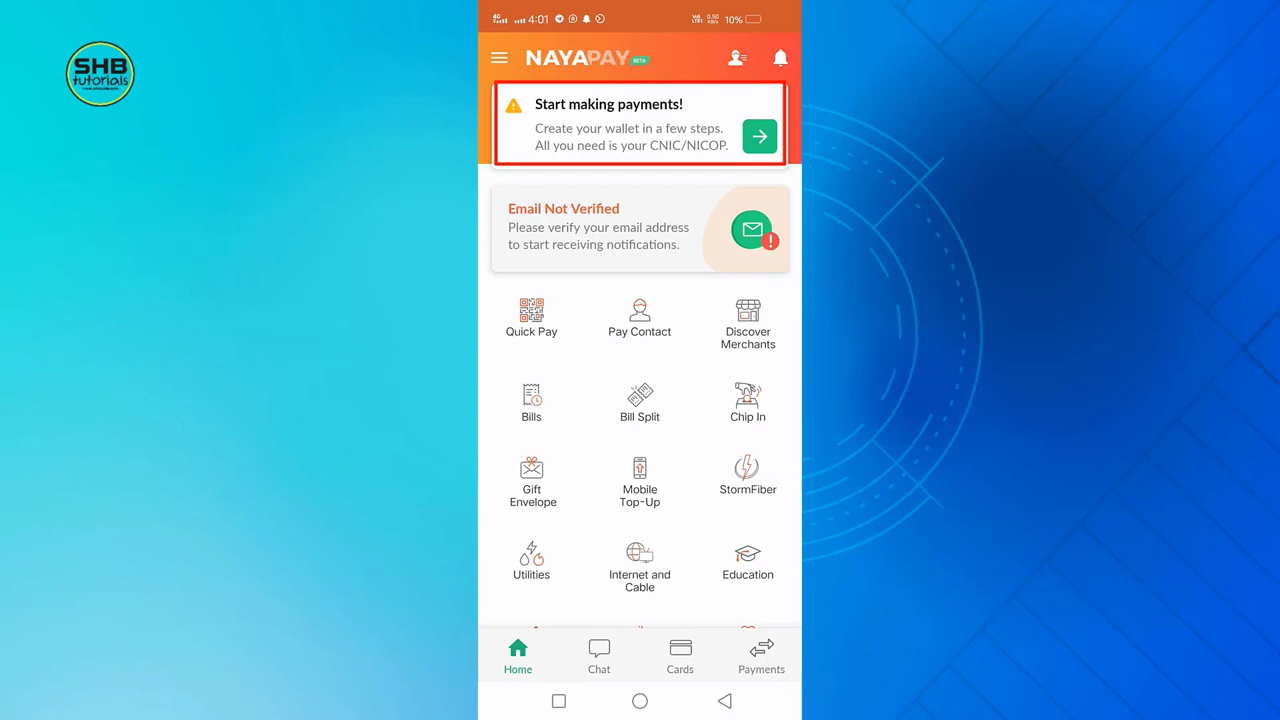 SHB
tutorials
4:01
0.50
10%
NAYAPAY BETA
Start making payments!
Create your wallet in a few steps.
All you need is your CNIC/NICOP.
Email Not Verified
Please verify your email address
to start receiving notifications.
Quick Pay
Pay Contact
Discover
Merchants
Bills
Bill Split
Chip In
Gift
Envelope
Mobile
Top-Up
StormFiber
Utilities
Internet and
Cable
Education
Home
Chat
Cards
Payments